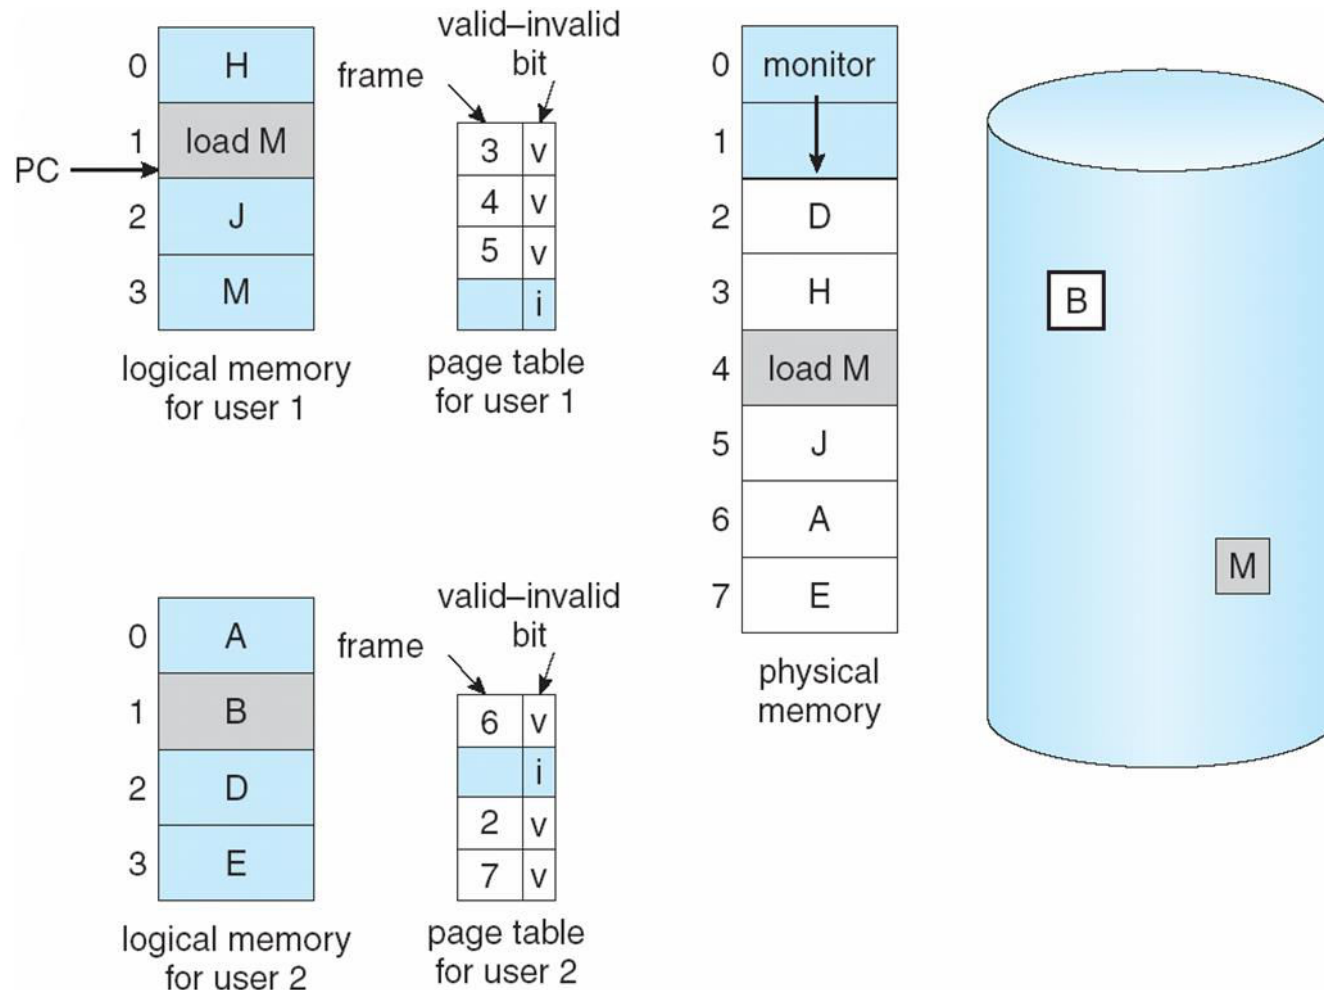 0 H
1 load M
PC
2 J
3 M
logical memory
for user 1
valid–invalid
bit
frame
3 v
4 v
5 v
i
page table
for user 1
0 A
1 B
2 D
3 E
logical memory
for user 2
valid–invalid
bit
frame
6 v
i
2 v
7 v
page table
for user 2
0 monitor
1
2 D
3 H
4 load M
5 J
6 A
7 E
physical
memory
B
M